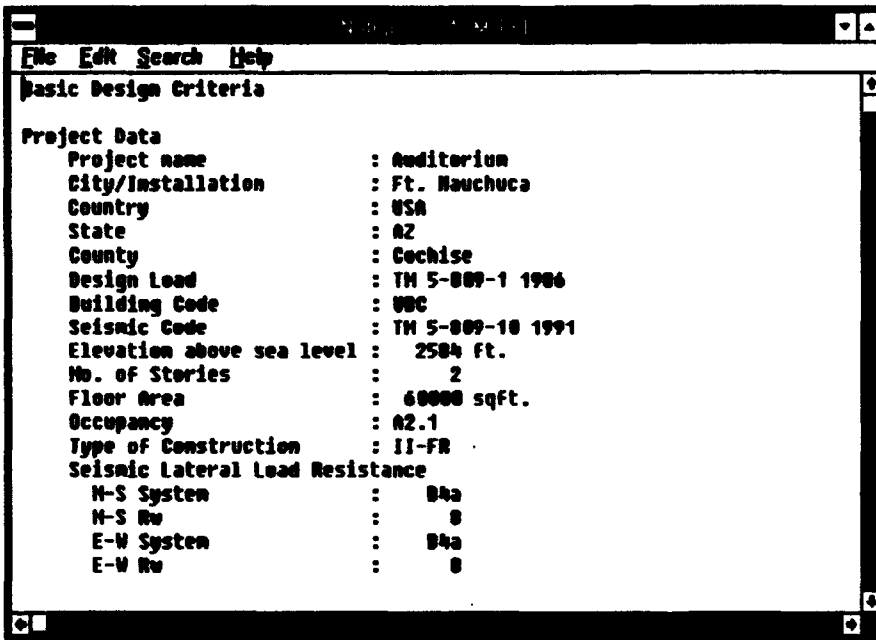 File Edit Search Help
Basic Design Criteria
Project Data
Project name : Auditorium
City/Installation : Ft. Hauchuca
Country : USA
State : AZ
County : Cochise
Design Load : TM 5-809-1 1986
Building Code : UBC
Seismic Code : TM 5-809-10 1991
Elevation above sea level : 2584 ft.
No. of Stories : 2
Floor Area : 60000 sqft.
Occupancy : A2.1
Type of Construction : II-FR
Seismic Lateral Load Resistance
N-S System : B4a
N-S Rw : 8
E-W System : B4a
E-W Rw : 8